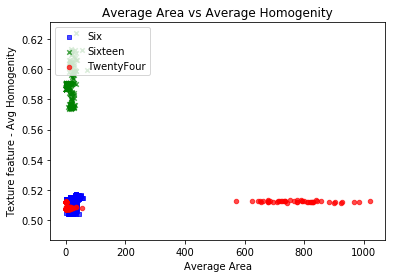 Average Area vs Average Homogenity
Six
Sixteen
TwentyFour
Texture feature - Avg Homogenity
0.62
0.60
0.58
0.56
0.54
0.52
0.50
0
200
400
600
800
1000
Average Area